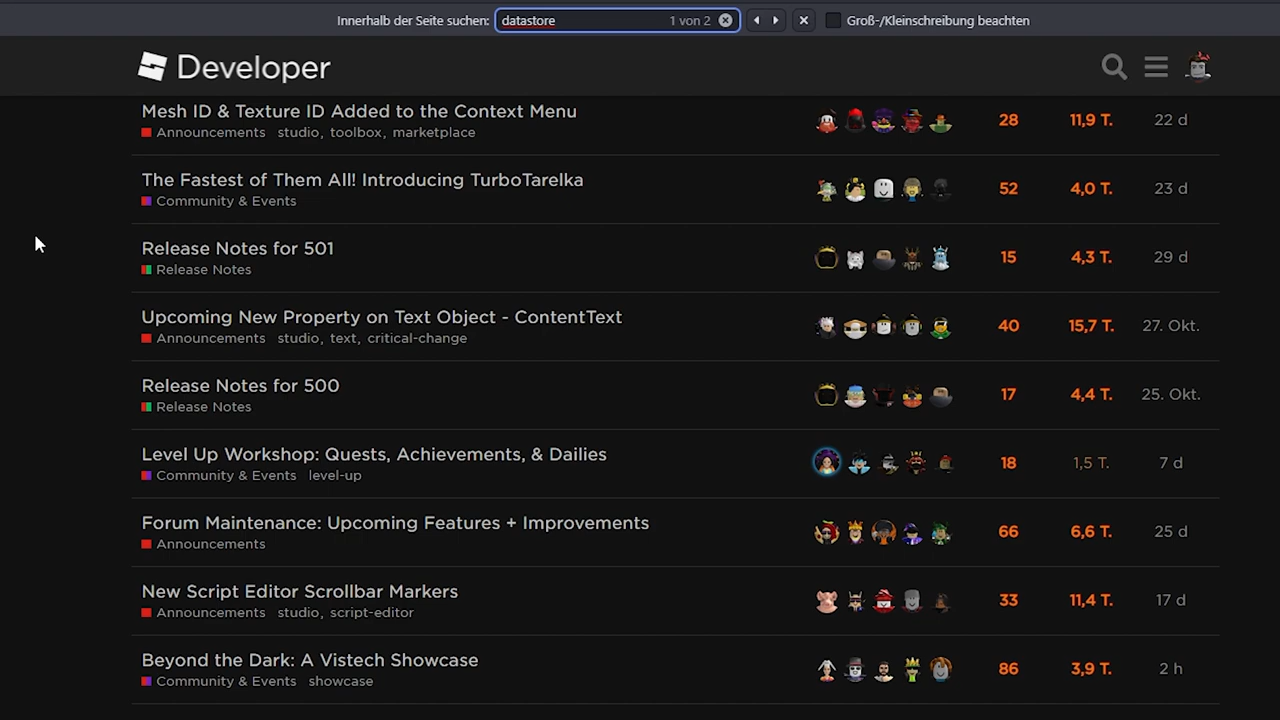 Innerhalb der Seite suchen: datastore 1 von 2 Groß-/Kleinschreibung beachten
Developer
Mesh ID & Texture ID Added to the Context Menu
Announcements studio, toolbox, marketplace
28 11,9 T. 22 d
The Fastest of Them All! Introducing TurboTarelka
Community & Events
52 4,0 T. 23 d
Release Notes for 501
Release Notes
15 4,3 T. 29 d
Upcoming New Property on Text Object - ContentText
Announcements studio, text, critical-change
40 15,7 T. 27. Okt.
Release Notes for 500
Release Notes
17 4,4 T. 25. Okt.
Level Up Workshop: Quests, Achievements, & Dailies
Community & Events level-up
18 1,5 T. 7 d
Forum Maintenance: Upcoming Features + Improvements
Announcements
66 6,6 T. 25 d
New Script Editor Scrollbar Markers
Announcements studio, script-editor
33 11,4 T. 17 d
Beyond the Dark: A Vistech Showcase
Community & Events showcase
86 3,9 T. 2 h